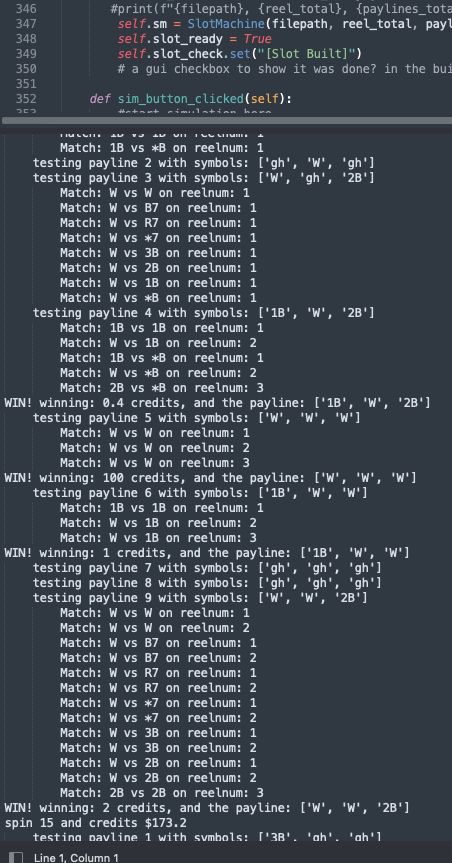 346 #print(f"{filepath}, {reel_total}, {paylines_tota
347 self.sm = SlotMachine(filepath, reel_total, payl
348 self.slot_ready = True
349 self.slot_check.set("[Slot Built]")
350 # a gui checkbox to show it was done? in the bui
351
352 def sim_button_clicked(self):
353 #start simulation here
Match: 1B vs 1B on reelnum: 1
Match: 1B vs *B on reelnum: 1
testing payline 2 with symbols: ['gh', 'W', 'gh']
testing payline 3 with symbols: ['W', 'gh', '2B']
Match: W vs W on reelnum: 1
Match: W vs B7 on reelnum: 1
Match: W vs R7 on reelnum: 1
Match: W vs *7 on reelnum: 1
Match: W vs 3B on reelnum: 1
Match: W vs 2B on reelnum: 1
Match: W vs 1B on reelnum: 1
Match: W vs *B on reelnum: 1
testing payline 4 with symbols: ['1B', 'W', '2B']
Match: 1B vs 1B on reelnum: 1
Match: W vs 1B on reelnum: 2
Match: 1B vs *B on reelnum: 1
Match: W vs *B on reelnum: 2
Match: 2B vs *B on reelnum: 3
WIN! winning: 0.4 credits, and the payline: ['1B', 'W', '2B']
testing payline 5 with symbols: ['W', 'W', 'W']
Match: W vs W on reelnum: 1
Match: W vs W on reelnum: 2
Match: W vs W on reelnum: 3
WIN! winning: 100 credits, and the payline: ['W', 'W', 'W']
testing payline 6 with symbols: ['1B', 'W', 'W']
Match: 1B vs 1B on reelnum: 1
Match: W vs 1B on reelnum: 2
Match: W vs 1B on reelnum: 3
WIN! winning: 1 credits, and the payline: ['1B', 'W', 'W']
testing payline 7 with symbols: ['gh', 'gh', 'gh']
testing payline 8 with symbols: ['gh', 'gh', 'gh']
testing payline 9 with symbols: ['W', 'W', '2B']
Match: W vs W on reelnum: 1
Match: W vs W on reelnum: 2
Match: W vs B7 on reelnum: 1
Match: W vs B7 on reelnum: 2
Match: W vs R7 on reelnum: 1
Match: W vs R7 on reelnum: 2
Match: W vs *7 on reelnum: 1
Match: W vs *7 on reelnum: 2
Match: W vs 3B on reelnum: 1
Match: W vs 3B on reelnum: 2
Match: W vs 2B on reelnum: 1
Match: W vs 2B on reelnum: 2
Match: 2B vs 2B on reelnum: 3
WIN! winning: 2 credits, and the payline: ['W', 'W', '2B']
spin 15 and credits $173.2
testing payline 1 with symbols: ['3B', 'gh', 'gh']
Line 1, Column 1